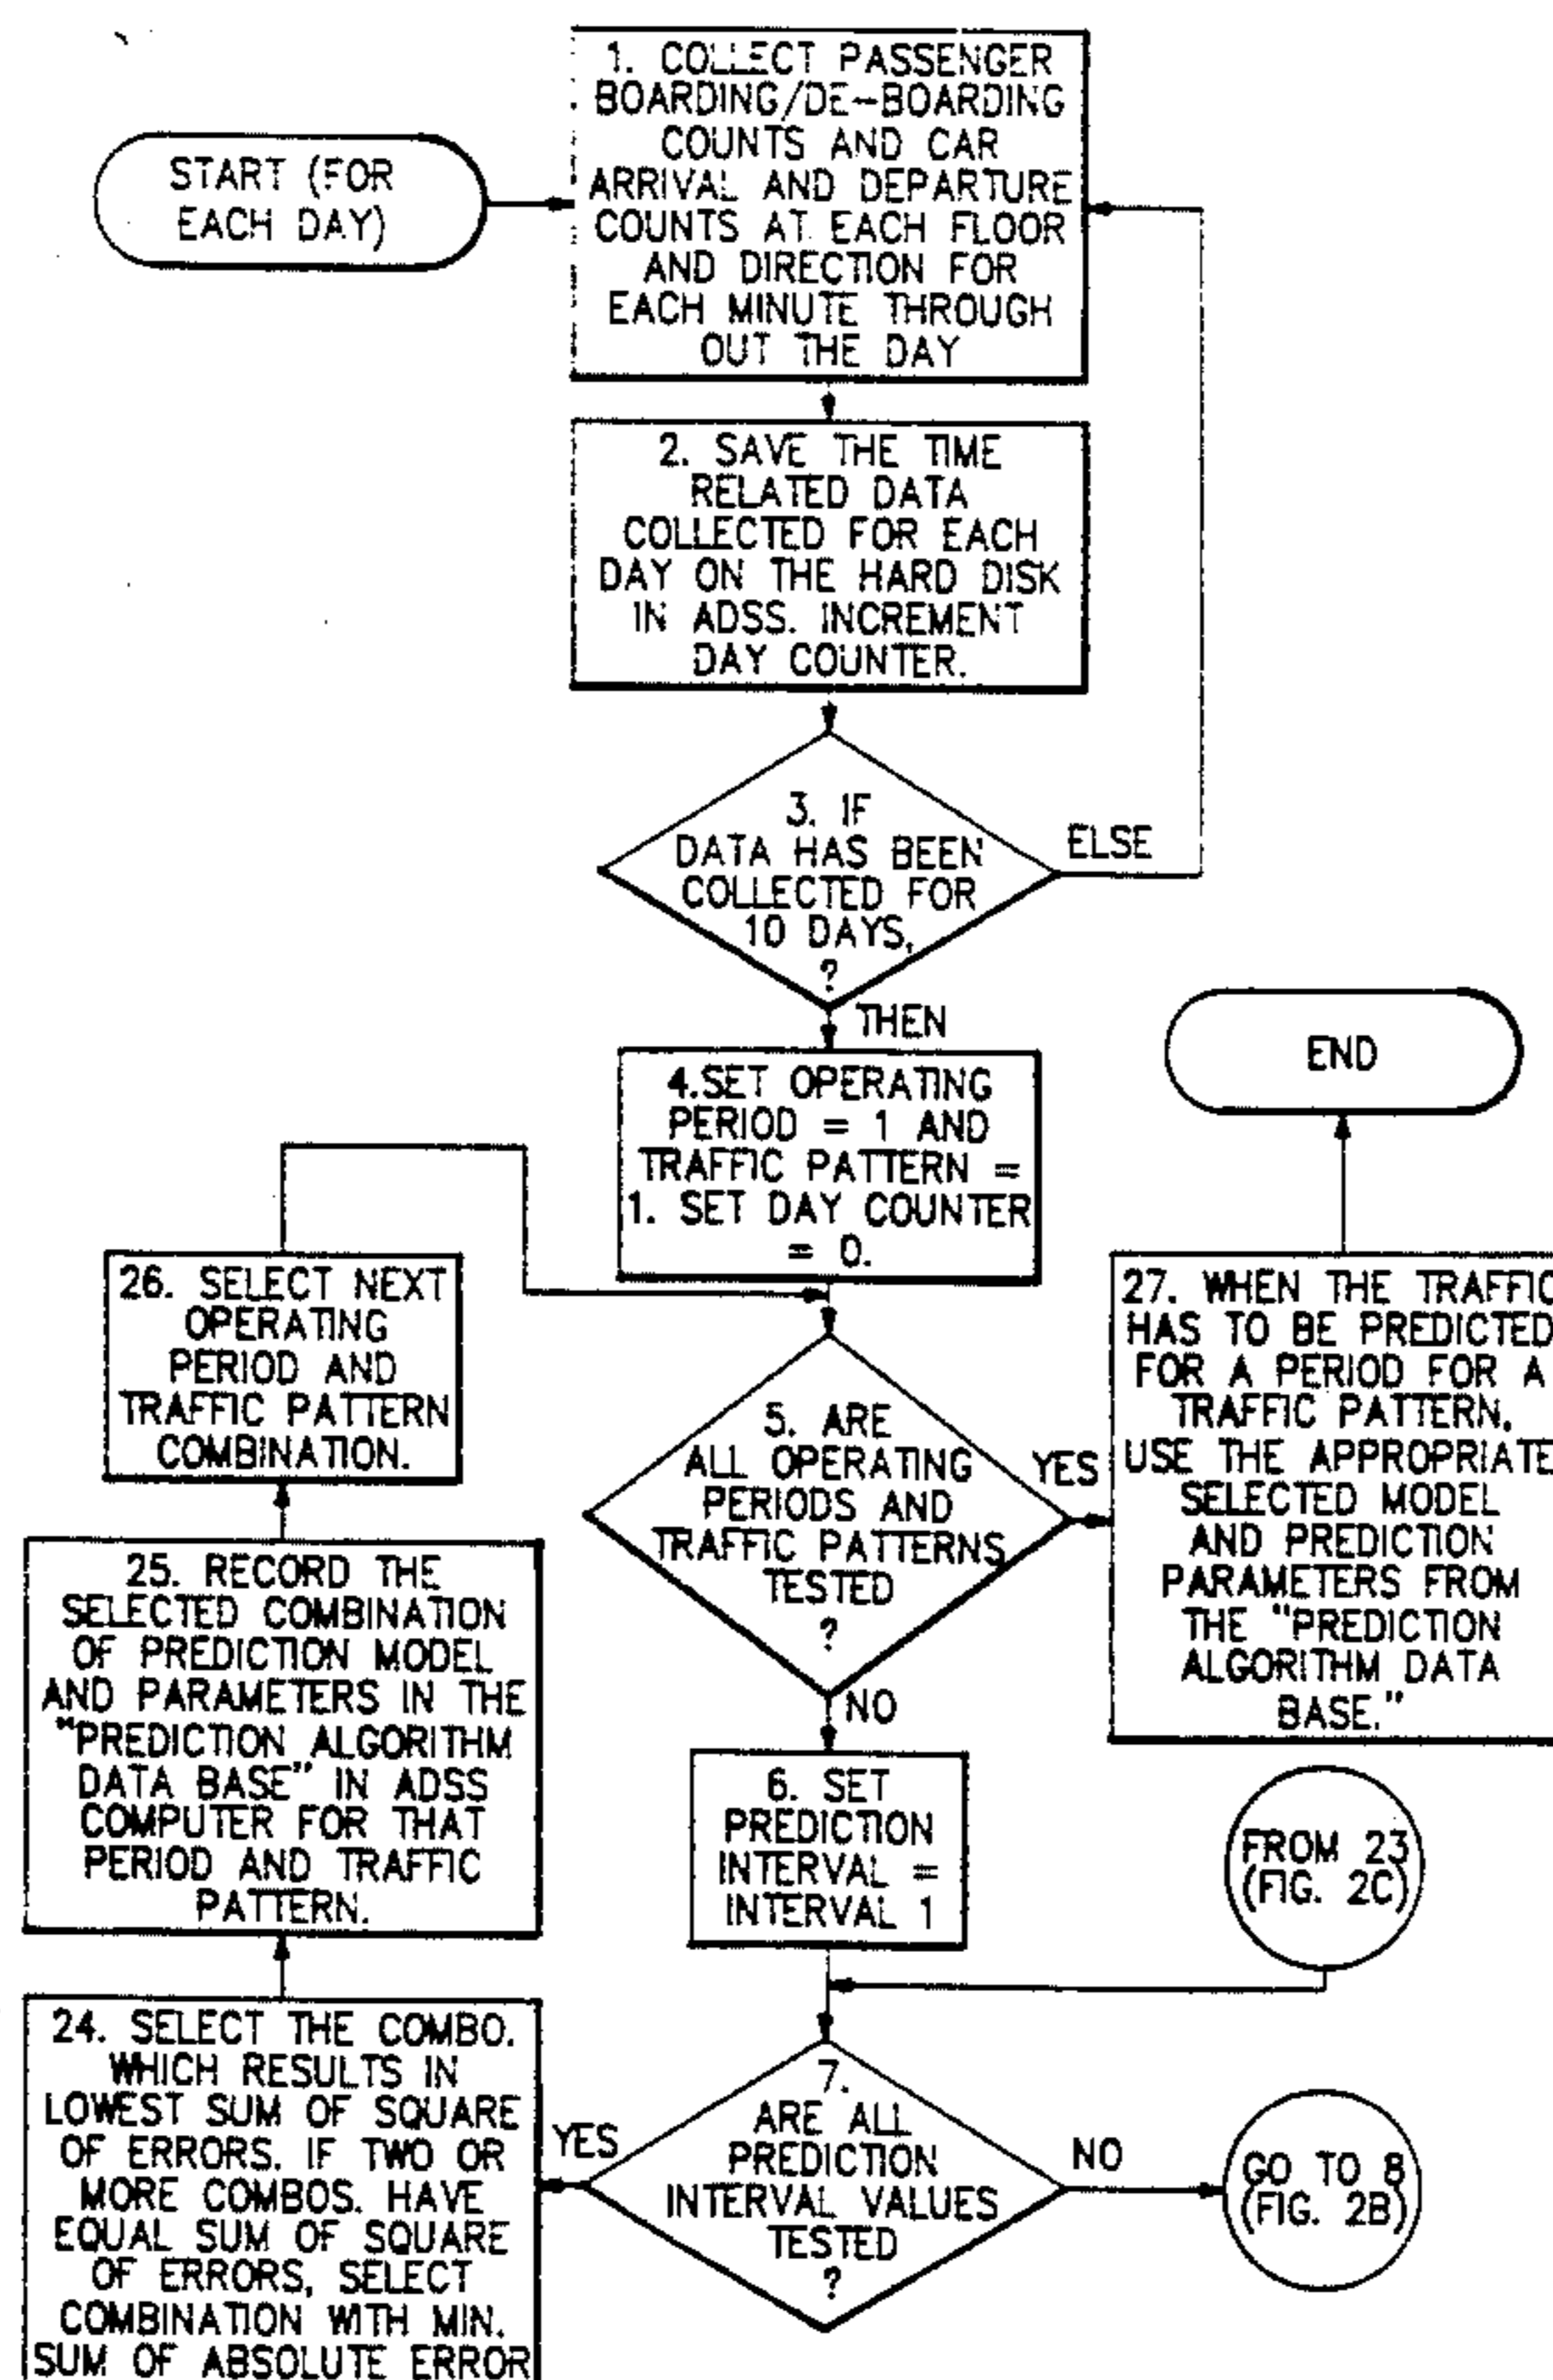 START (FOR
EACH DAY)
1. COLLECT PASSENGER
BOARDING/DE-BOARDING
COUNTS AND CAR
ARRIVAL AND DEPARTURE
COUNTS AT EACH FLOOR
AND DIRECTION FOR
EACH MINUTE THROUGH
OUT THE DAY
2. SAVE THE TIME
RELATED DATA
COLLECTED FOR EACH
DAY ON THE HARD DISK
IN ADSS. INCREMENT
DAY COUNTER.
3. IF
DATA HAS BEEN
COLLECTED FOR
10 DAYS,
?
ELSE
THEN
4.SET OPERATING
PERIOD = 1 AND
TRAFFIC PATTERN =
1. SET DAY COUNTER
= 0.
END
26. SELECT NEXT
OPERATING
PERIOD AND
TRAFFIC PATTERN
COMBINATION.
5. ARE
ALL OPERATING
PERIODS AND
TRAFFIC PATTERNS
TESTED
?
YES
NO
27. WHEN THE TRAFFIC
HAS TO BE PREDICTED
FOR A PERIOD FOR A
TRAFFIC PATTERN,
USE THE APPROPRIATE
SELECTED MODEL
AND PREDICTION
PARAMETERS FROM
THE "PREDICTION
ALGORITHM DATA
BASE."
25. RECORD THE
SELECTED COMBINATION
OF PREDICTION MODEL
AND PARAMETERS IN THE
"PREDICTION ALGORITHM
DATA BASE" IN ADSS
COMPUTER FOR THAT
PERIOD AND TRAFFIC
PATTERN.
6. SET
PREDICTION
INTERVAL =
INTERVAL 1
FROM 23
(FIG. 2C)
24. SELECT THE COMBO.
WHICH RESULTS IN
LOWEST SUM OF SQUARE
OF ERRORS. IF TWO OR
MORE COMBOS. HAVE
EQUAL SUM OF SQUARE
OF ERRORS, SELECT
COMBINATION WITH MIN.
SUM OF ABSOLUTE ERROR
YES
7.
ARE ALL
PREDICTION
INTERVAL VALUES
TESTED
?
NO
GO TO 8
(FIG. 2B)